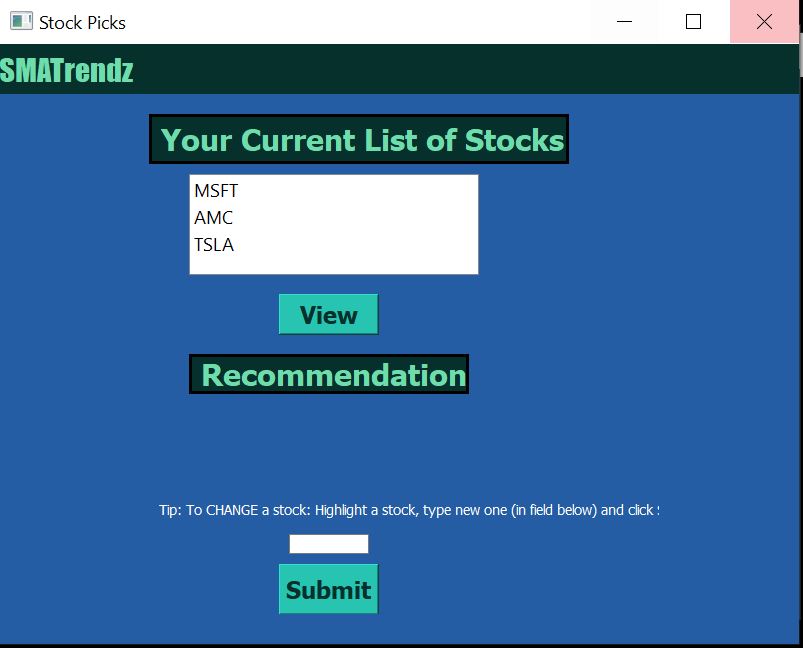 Stock Picks
SMATrendz
Your Current List of Stocks
MSFT
AMC
TSLA
View
Recommendation
Tip: To CHANGE a stock: Highlight a stock, type new one (in field below) and click
Submit